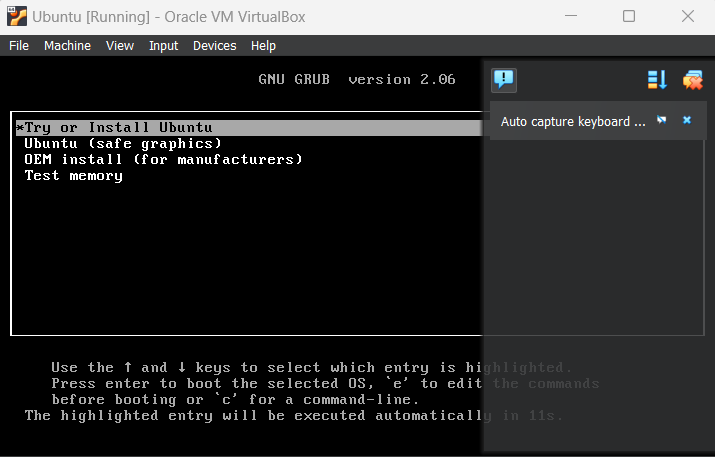 Ubuntu [Running] - Oracle VM VirtualBox
File Machine View Input Devices Help
GNU GRUB version 2.06
Auto capture keyboard ...
*Try or Install Ubuntu
Ubuntu (safe graphics)
OEM install (for manufacturers)
Test memory
Use the ↑ and ↓ keys to select which entry is highlighted.
Press enter to boot the selected OS, `e' to edit the commands
before booting or `c' for a command-line.
The highlighted entry will be executed automatically in 11s.